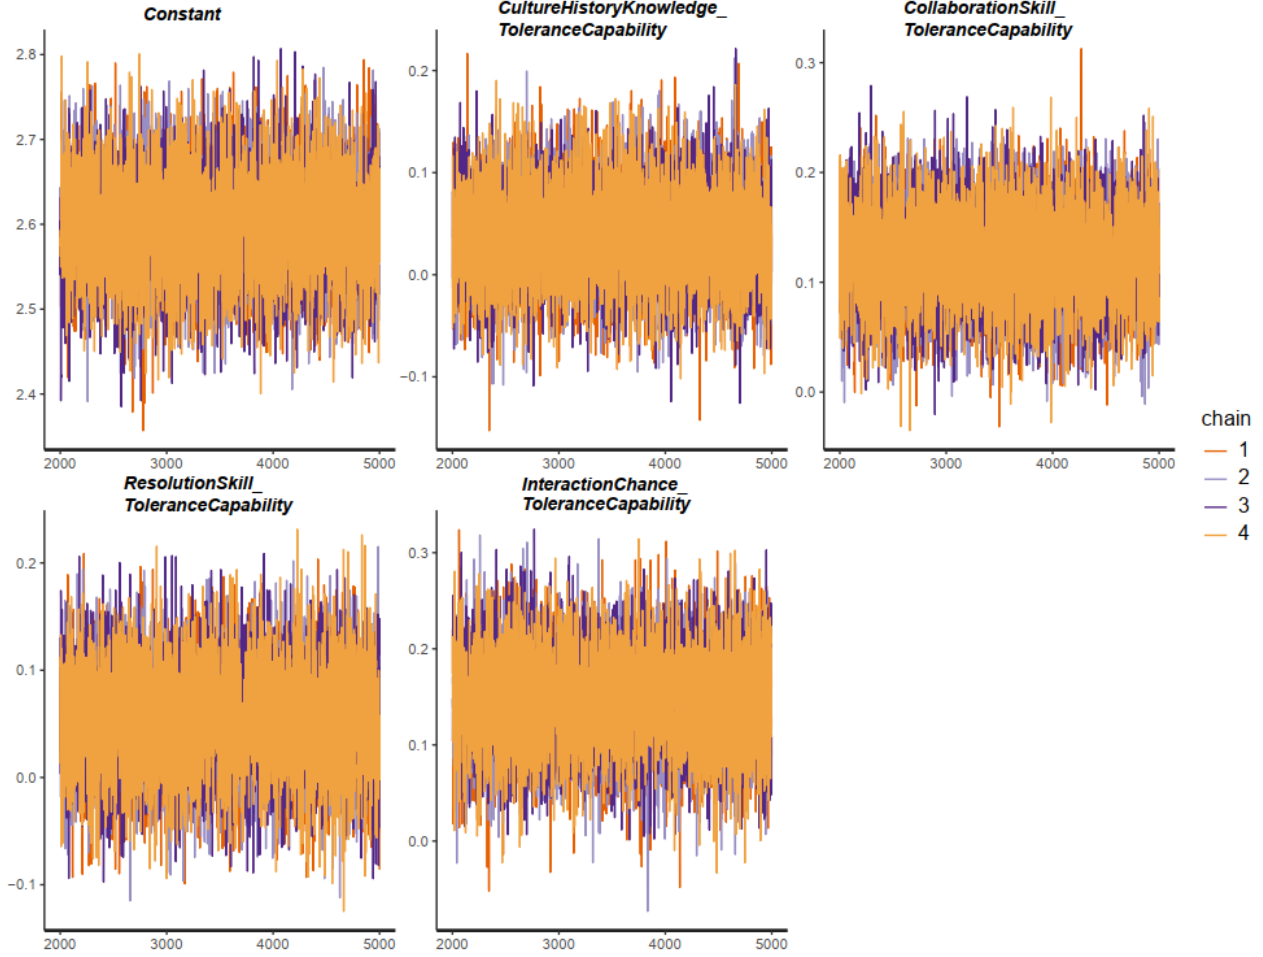 Constant
CultureHistoryKnowledge_
ToleranceCapability
CollaborationSkill_
ToleranceCapability
2.8
2.7
2.6
2.5
2.4
2000 3000 4000 5000
0.2
0.1
0.0
−0.1
2000 3000 4000 5000
0.3
0.2
0.1
0.0
2000 3000 4000 5000
ResolutionSkill_
ToleranceCapability
InteractionChance_
ToleranceCapability
0.2
0.1
0.0
−0.1
2000 3000 4000 5000
0.3
0.2
0.1
0.0
2000 3000 4000 5000
chain
1
2
3
4